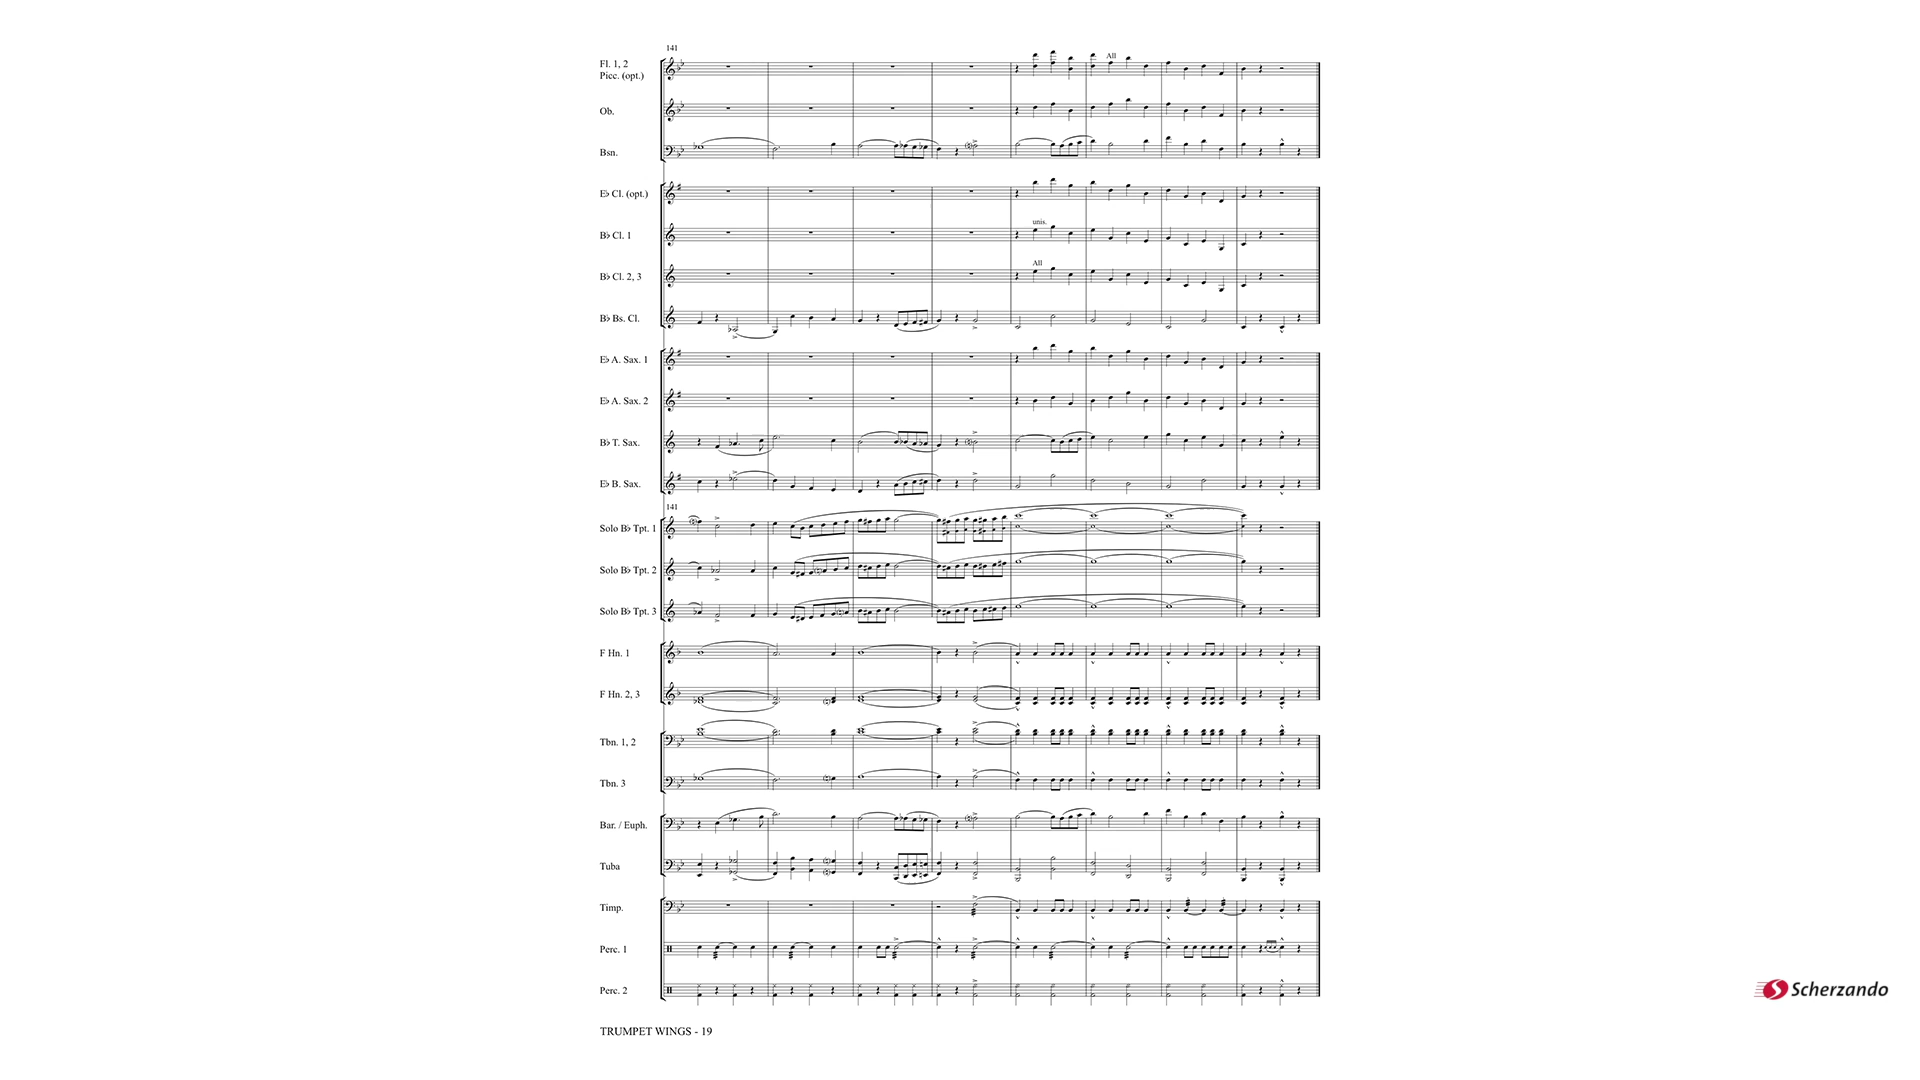 141
Fl. 1, 2
Picc. (opt.)
All
Ob.
Bsn.
E♭ Cl. (opt.)
unis.
B♭ Cl. 1
All
B♭ Cl. 2, 3
B♭ Bs. Cl.
E♭ A. Sax. 1
E♭ A. Sax. 2
B♭ T. Sax.
E♭ B. Sax.
141
Solo B♭ Tpt. 1
Solo B♭ Tpt. 2
Solo B♭ Tpt. 3
F Hn. 1
F Hn. 2, 3
Tbn. 1, 2
Tbn. 3
Bar. / Euph.
Tuba
Timp.
Perc. 1
Perc. 2
Scherzando
TRUMPET WINGS - 19